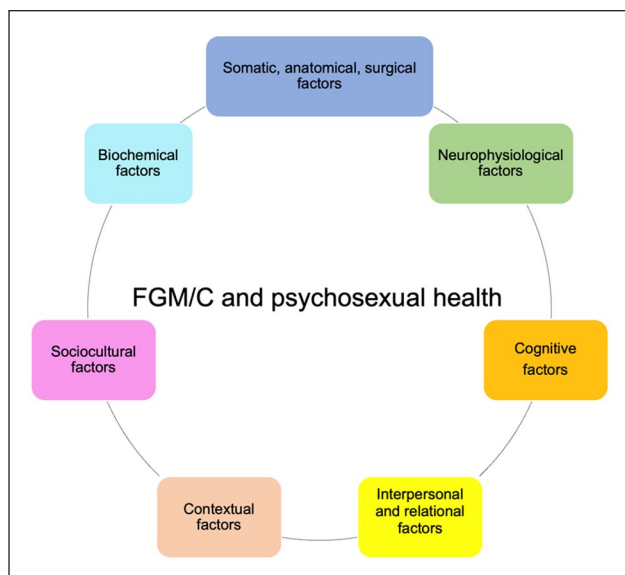 Somatic, anatomical, surgical
factors
Neurophysiological
factors
Cognitive
factors
Interpersonal
and relational
factors
Contextual
factors
Sociocultural
factors
Biochemical
factors
FGM/C and psychosexual health